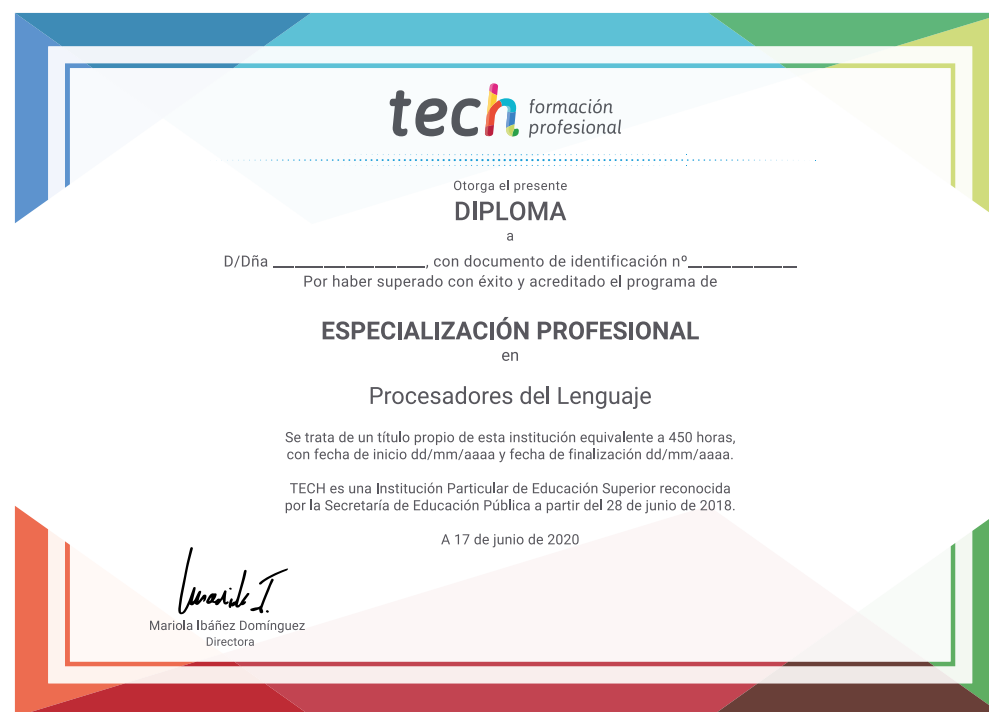 tech formación
profesional
Otorga el presente
DIPLOMA
a
D/Dña ______________, con documento de identificación nº__________
Por haber superado con éxito y acreditado el programa de
ESPECIALIZACIÓN PROFESIONAL
en
Procesadores del Lenguaje
Se trata de un título propio de esta institución equivalente a 450 horas,
con fecha de inicio dd/mm/aaaa y fecha de finalización dd/mm/aaaa.
TECH es una Institución Particular de Educación Superior reconocida
por la Secretaría de Educación Pública a partir del 28 de junio de 2018.
A 17 de junio de 2020
Mariola Ibáñez Domínguez
Directora